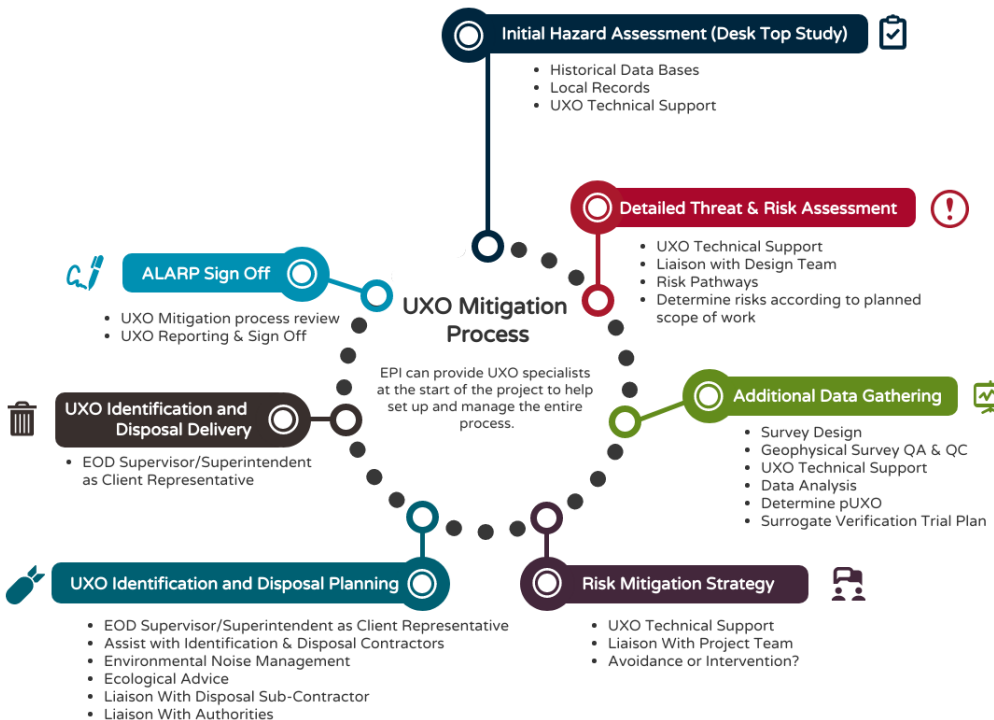 Initial Hazard Assessment (Desk Top Study)
• Historical Data Bases
• Local Records
• UXO Technical Support
Detailed Threat & Risk Assessment
• UXO Technical Support
• Liaison with Design Team
• Risk Pathways
• Determine risks according to planned
scope of work
Additional Data Gathering
• Survey Design
• Geophysical Survey QA & QC
• UXO Technical Support
• Data Analysis
• Determine pUXO
• Surrogate Verification Trial Plan
Risk Mitigation Strategy
• UXO Technical Support
• Liaison With Project Team
• Avoidance or Intervention?
UXO Identification and Disposal Planning
• EOD Supervisor/Superintendent as Client Representative
• Assist with Identification & Disposal Contractors
• Environmental Noise Management
• Ecological Advice
• Liaison With Disposal Sub-Contractor
• Liaison With Authorities
UXO Identification and
Disposal Delivery
• EOD Supervisor/Superintendent
as Client Representative
ALARP Sign Off
• UXO Mitigation process review
• UXO Reporting & Sign Off
UXO Mitigation
Process
EPI can provide UXO specialists
at the start of the project to help
set up and manage the entire
process.